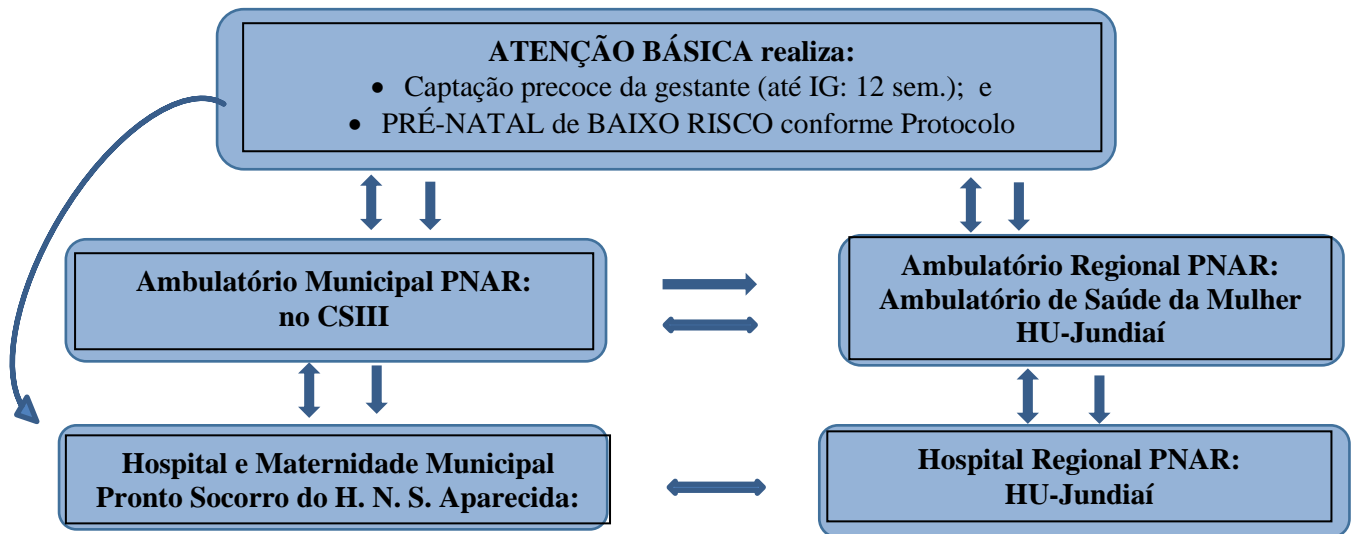 ATENÇÃO BÁSICA realiza:
• Captação precoce da gestante (até IG: 12 sem.); e
• PRÉ-NATAL de BAIXO RISCO conforme Protocolo
Ambulatório Municipal PNAR:
no CSIII
Ambulatório Regional PNAR:
Ambulatório de Saúde da Mulher
HU-Jundiaí
Hospital e Maternidade Municipal
Pronto Socorro do H. N. S. Aparecida:
Hospital Regional PNAR:
HU-Jundiaí